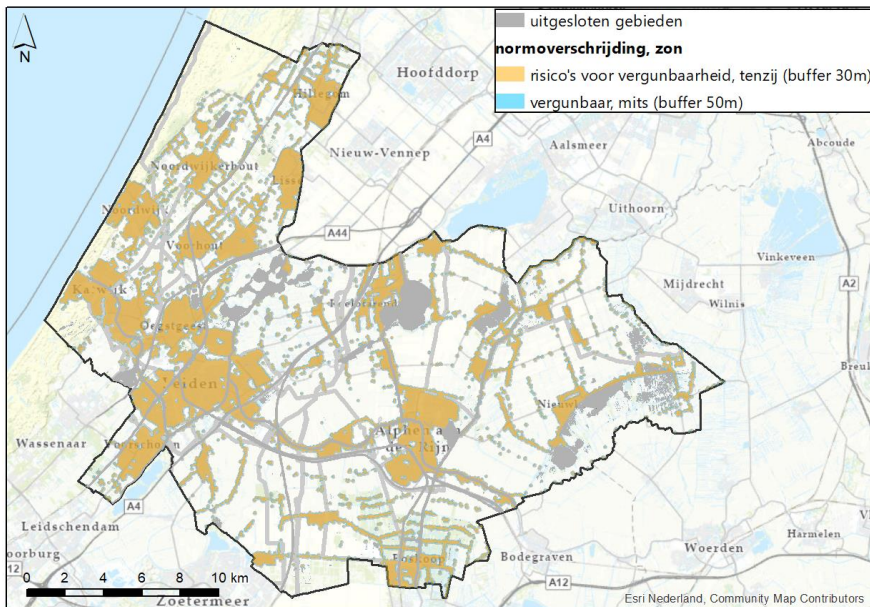 uitgesloten gebieden
normoverschrijding, zon
risico's voor vergunbaarheid, tenzij (buffer 30m)
vergunbaar, mits (buffer 50m)
N
Hoofddorp
Hillegom
A4
Aalsmeer
Abcoude
Nieuw-Vennep
Noordwijkerhout
Lisse
Uithoorn
Noordwijk
A44
Voorhout
Vinkeveen
Mijdrecht
A2
Katwijk
Wilnis
Oegstgeest
Leiden
Nieuwk
Alphen aan
den Rijn
Wassenaar
Voorschoten
A4
Leidschendam
Harmelen
Woerden
Boskoop
Bodegraven
A12
A12
0 2 4 6 8 10 km
Zoetermeer
Esri Nederland, Community Map Contributors